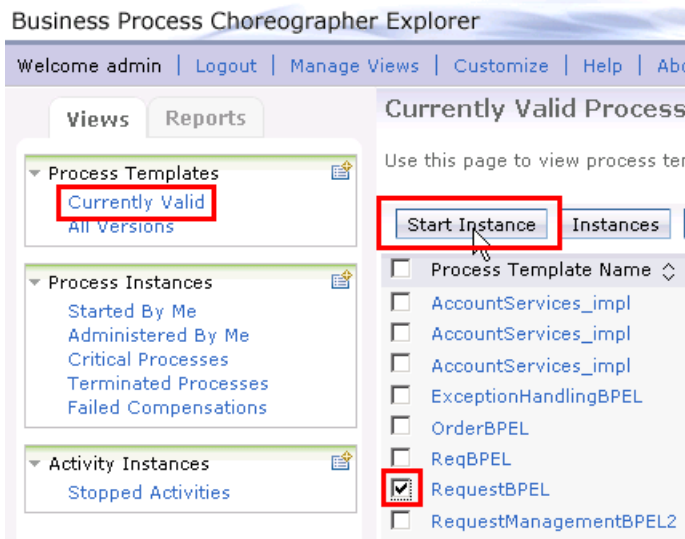 Business Process Choreographer Explorer
Welcome admin | Logout | Manage Views | Customize | Help | Abo
Views Reports
Process Templates
Currently Valid
All Versions
Process Instances
Started By Me
Administered By Me
Critical Processes
Terminated Processes
Failed Compensations
Activity Instances
Stopped Activities
Currently Valid Process
Use this page to view process ter
Start Instance Instances
Process Template Name
AccountServices_impl
AccountServices_impl
AccountServices_impl
ExceptionHandlingBPEL
OrderBPEL
ReqBPEL
RequestBPEL
RequestManagementBPEL2